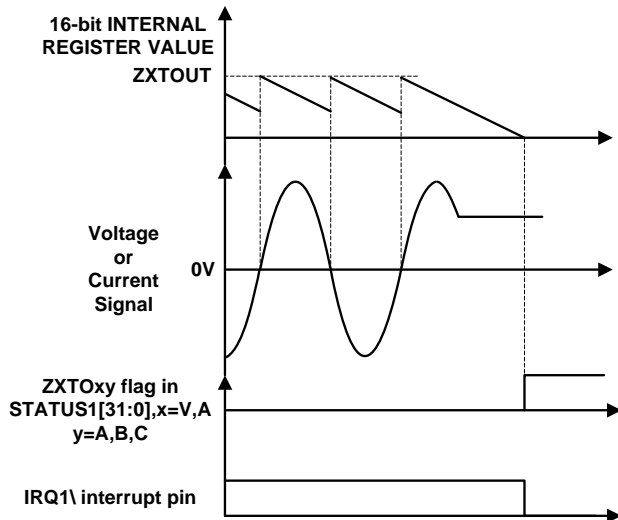 16-bit INTERNAL
REGISTER VALUE
ZXTOUT
Voltage
or
Current
Signal
0V
ZXTOxy flag in
STATUS1[31:0],x=V,A
y=A,B,C
IRQ1\ interrupt pin